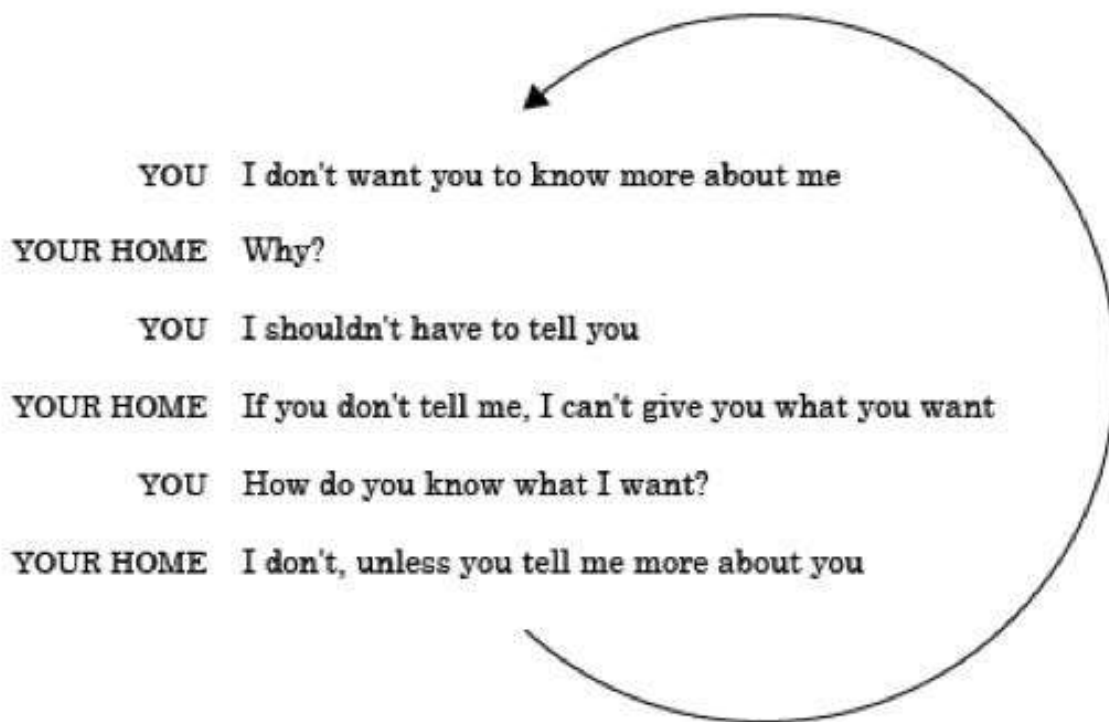 YOU I don't want you to know more about me
YOUR HOME Why?
YOU I shouldn't have to tell you
YOUR HOME If you don't tell me, I can't give you what you want
YOU How do you know what I want?
YOUR HOME I don't, unless you tell me more about you